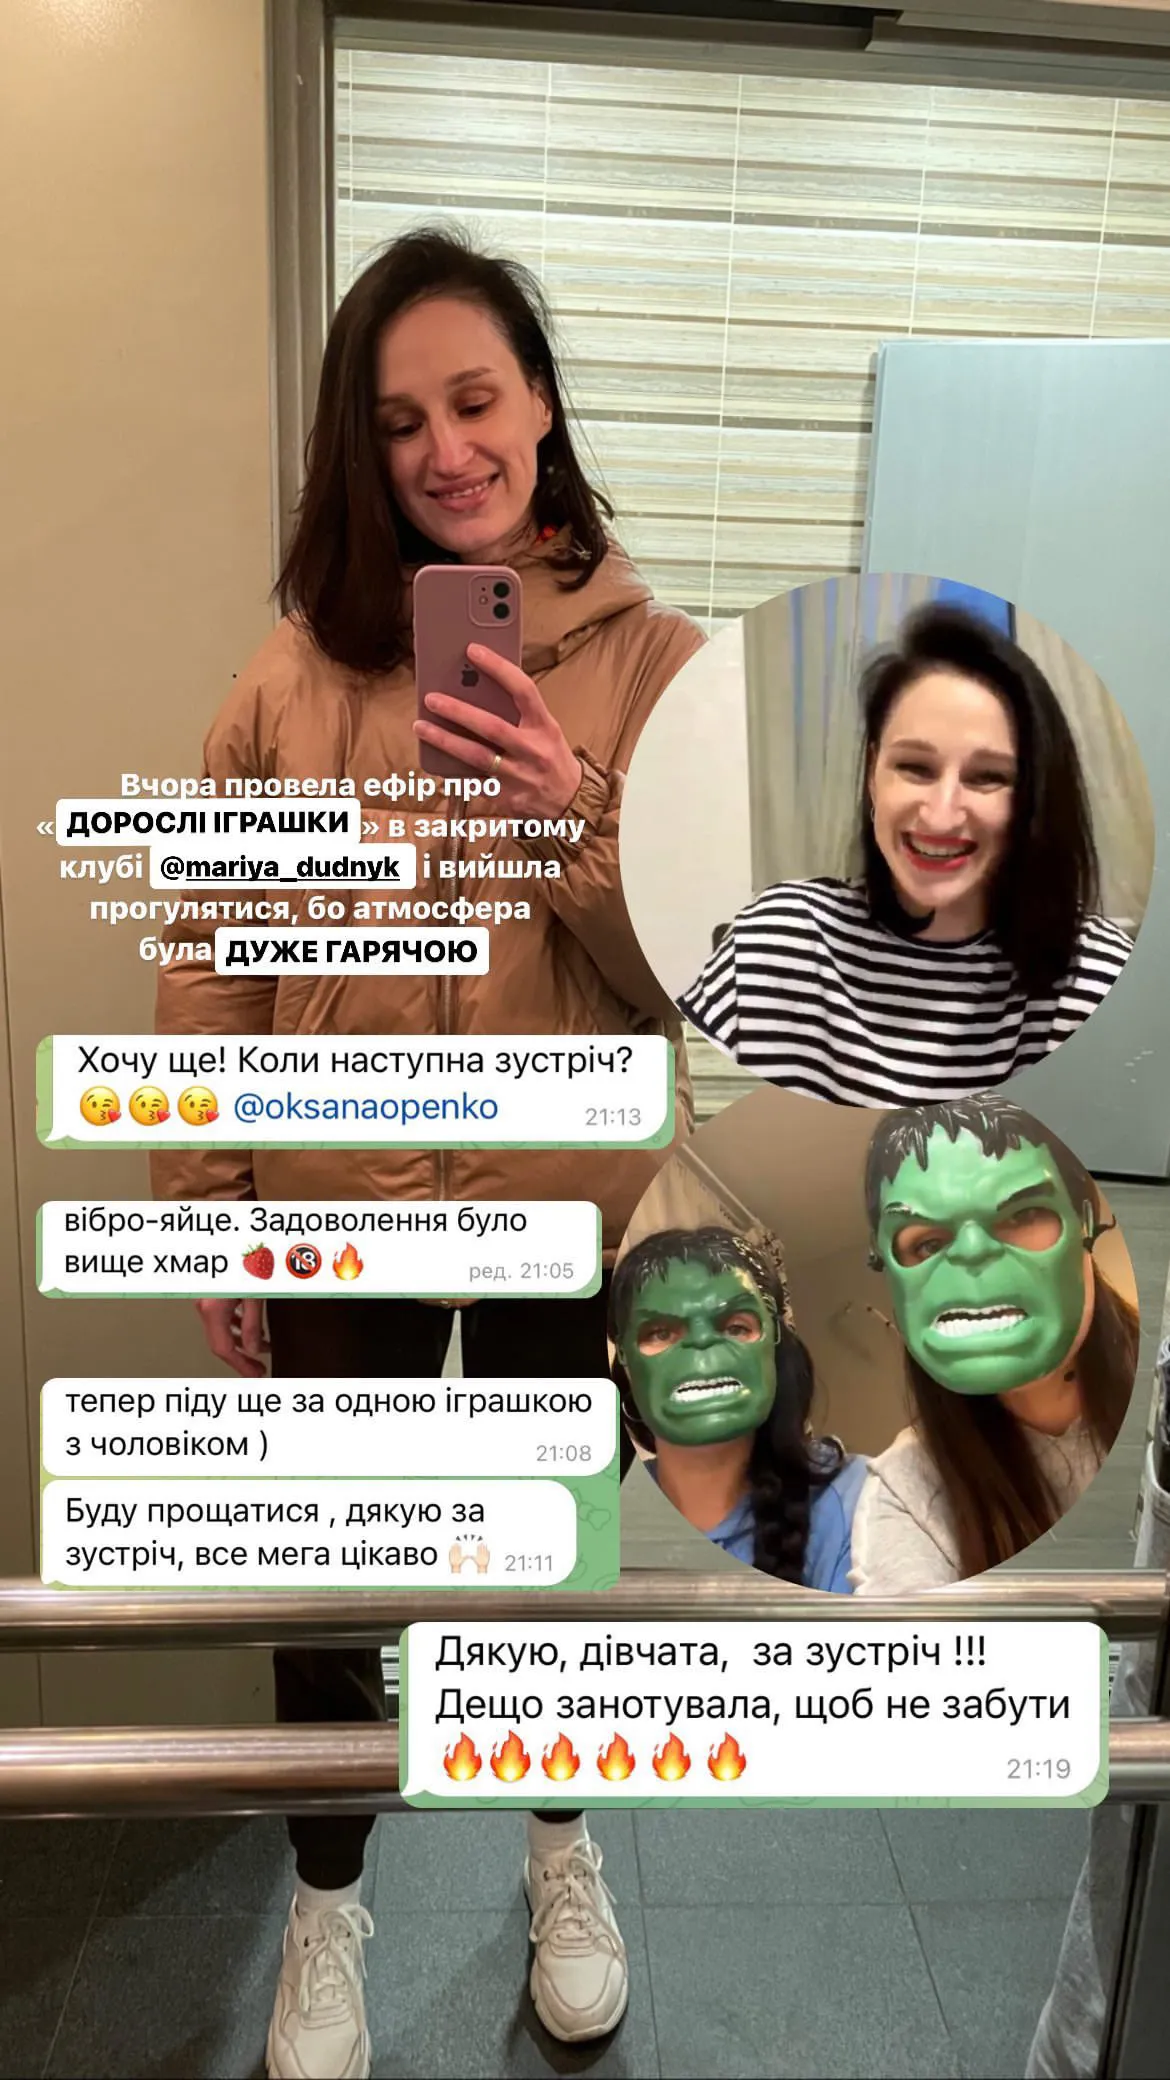 Вчора провела ефір про
«ДОРОСЛІ ІГРАШКИ» в закритому
клубі @mariya_dudnyk і вийшла
прогулятися, бо атмосфера
була ДУЖЕ ГАРЯЧОЮ
Хочу ще! Коли наступна зустріч?
😘😘😘 @oksanaopenko 21:13
вібро-яйце. Задоволення було
вище хмар 🍓🔞🔥 ред. 21:05
тепер піду ще за одною іграшкою
з чоловіком ) 21:08
Буду прощатися , дякую за
зустріч, все мега цікаво 🙌🏻 21:11
Дякую, дівчата, за зустріч !!!
Дещо занотувала, щоб не забути
🔥🔥🔥🔥🔥🔥 21:19